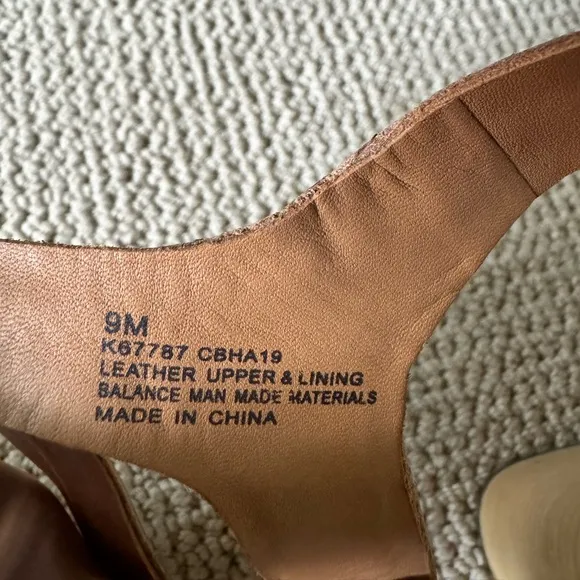 9M
K67787 CBHA19
LEATHER UPPER & LINING
BALANCE MAN MADE MATERIALS
MADE IN CHINA